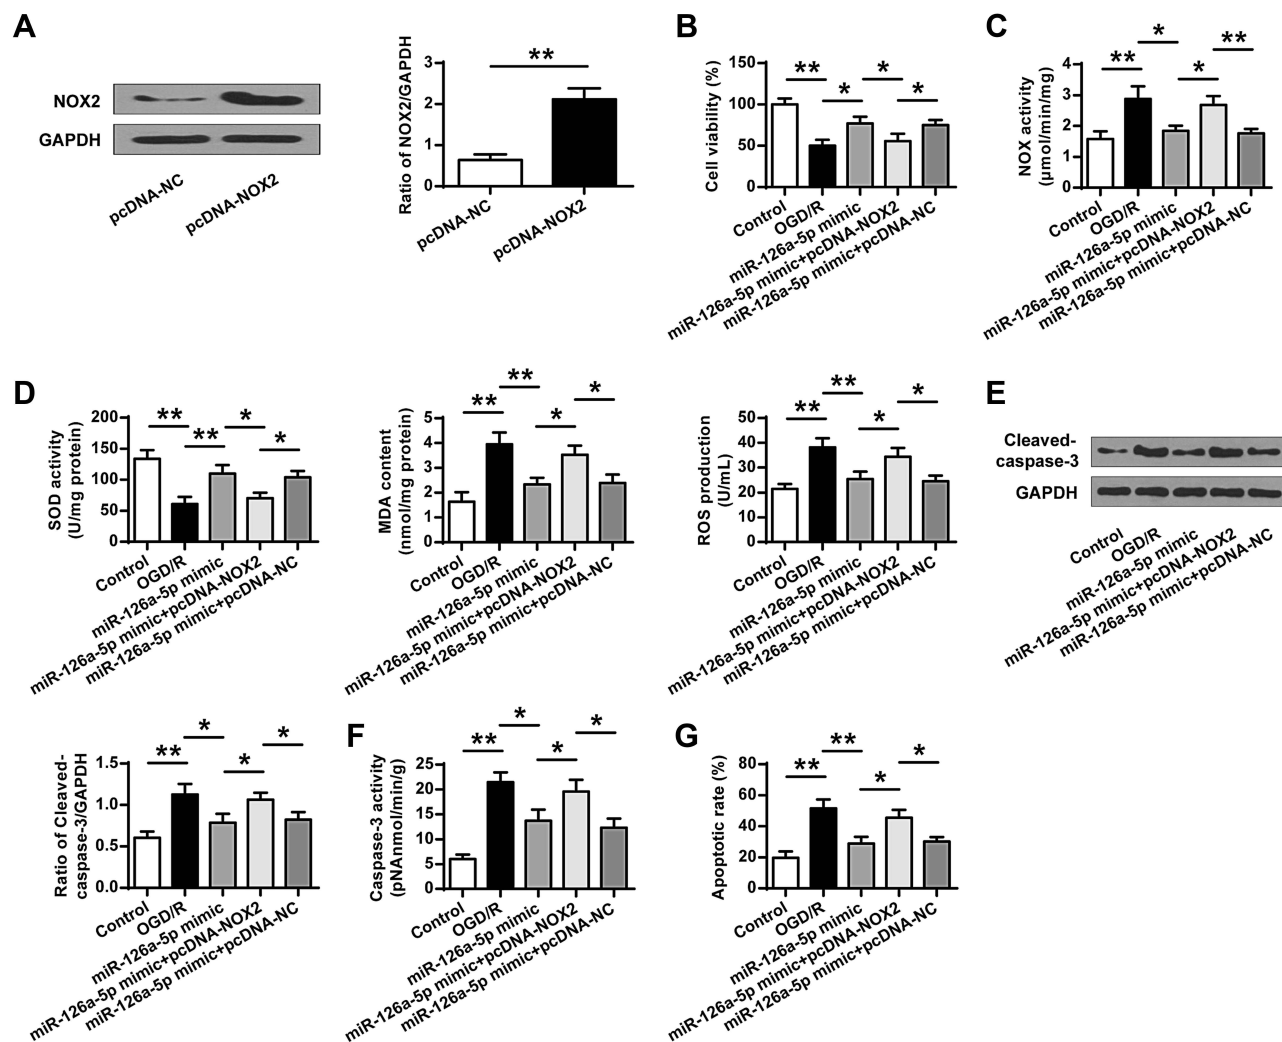 A
NOX2
GAPDH
pcDNA-NC
pcDNA-NOX2
Ratio of NOX2/GAPDH
3
2
1
0
**
pcDNA-NC
pcDNA-NOX2
B
Cell viability (%)
150
100
50
0
**
*
*
*
Control
OGD/R
miR-126a-5p mimic
miR-126a-5p mimic+pcDNA-NOX2
miR-126a-5p mimic+pcDNA-NC
C
NOX activity
(μmol/min/mg)
4
3
2
1
0
**
*
*
**
Control
OGD/R
miR-126a-5p mimic
miR-126a-5p mimic+pcDNA-NOX2
miR-126a-5p mimic+pcDNA-NC
D
SOD activity
(U/mg protein)
200
150
100
50
0
**
**
*
*
Control
OGD/R
miR-126a-5p mimic
miR-126a-5p mimic+pcDNA-NOX2
miR-126a-5p mimic+pcDNA-NC
MDA content
(nmol/mg protein)
5
4
3
2
1
0
**
**
*
*
Control
OGD/R
miR-126a-5p mimic
miR-126a-5p mimic+pcDNA-NOX2
miR-126a-5p mimic+pcDNA-NC
ROS production
(U/mL)
50
40
30
20
10
0
**
**
*
*
Control
OGD/R
miR-126a-5p mimic
miR-126a-5p mimic+pcDNA-NOX2
miR-126a-5p mimic+pcDNA-NC
E
Cleaved-
caspase-3
GAPDH
Control
OGD/R
miR-126a-5p mimic
miR-126a-5p mimic+pcDNA-NOX2
miR-126a-5p mimic+pcDNA-NC
Ratio of Cleaved-
caspase-3/GAPDH
1.5
1.0
0.5
0.0
**
*
*
*
Control
OGD/R
miR-126a-5p mimic
miR-126a-5p mimic+pcDNA-NOX2
miR-126a-5p mimic+pcDNA-NC
F
Caspase-3 activity
(pNAnmol/min/g)
25
20
15
10
5
0
**
*
*
*
Control
OGD/R
miR-126a-5p mimic
miR-126a-5p mimic+pcDNA-NOX2
miR-126a-5p mimic+pcDNA-NC
G
Apoptotic rate (%)
80
60
40
20
0
**
**
*
*
Control
OGD/R
miR-126a-5p mimic
miR-126a-5p mimic+pcDNA-NOX2
miR-126a-5p mimic+pcDNA-NC